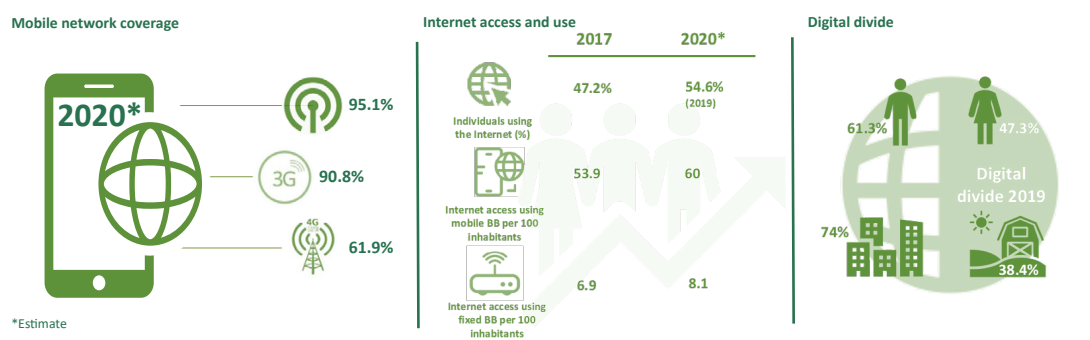 Mobile network coverage
2020*
95.1%
3G
90.8%
4G
61.9%
*Estimate
Internet access and use
2017
2020*
Individuals using
the Internet (%)
47.2%
54.6%
(2019)
Internet access using
mobile BB per 100
inhabitants
53.9
60
Internet access using
fixed BB per 100
inhabitants
6.9
8.1
Digital divide
61.3%
47.3%
Digital
divide 2019
74%
38.4%